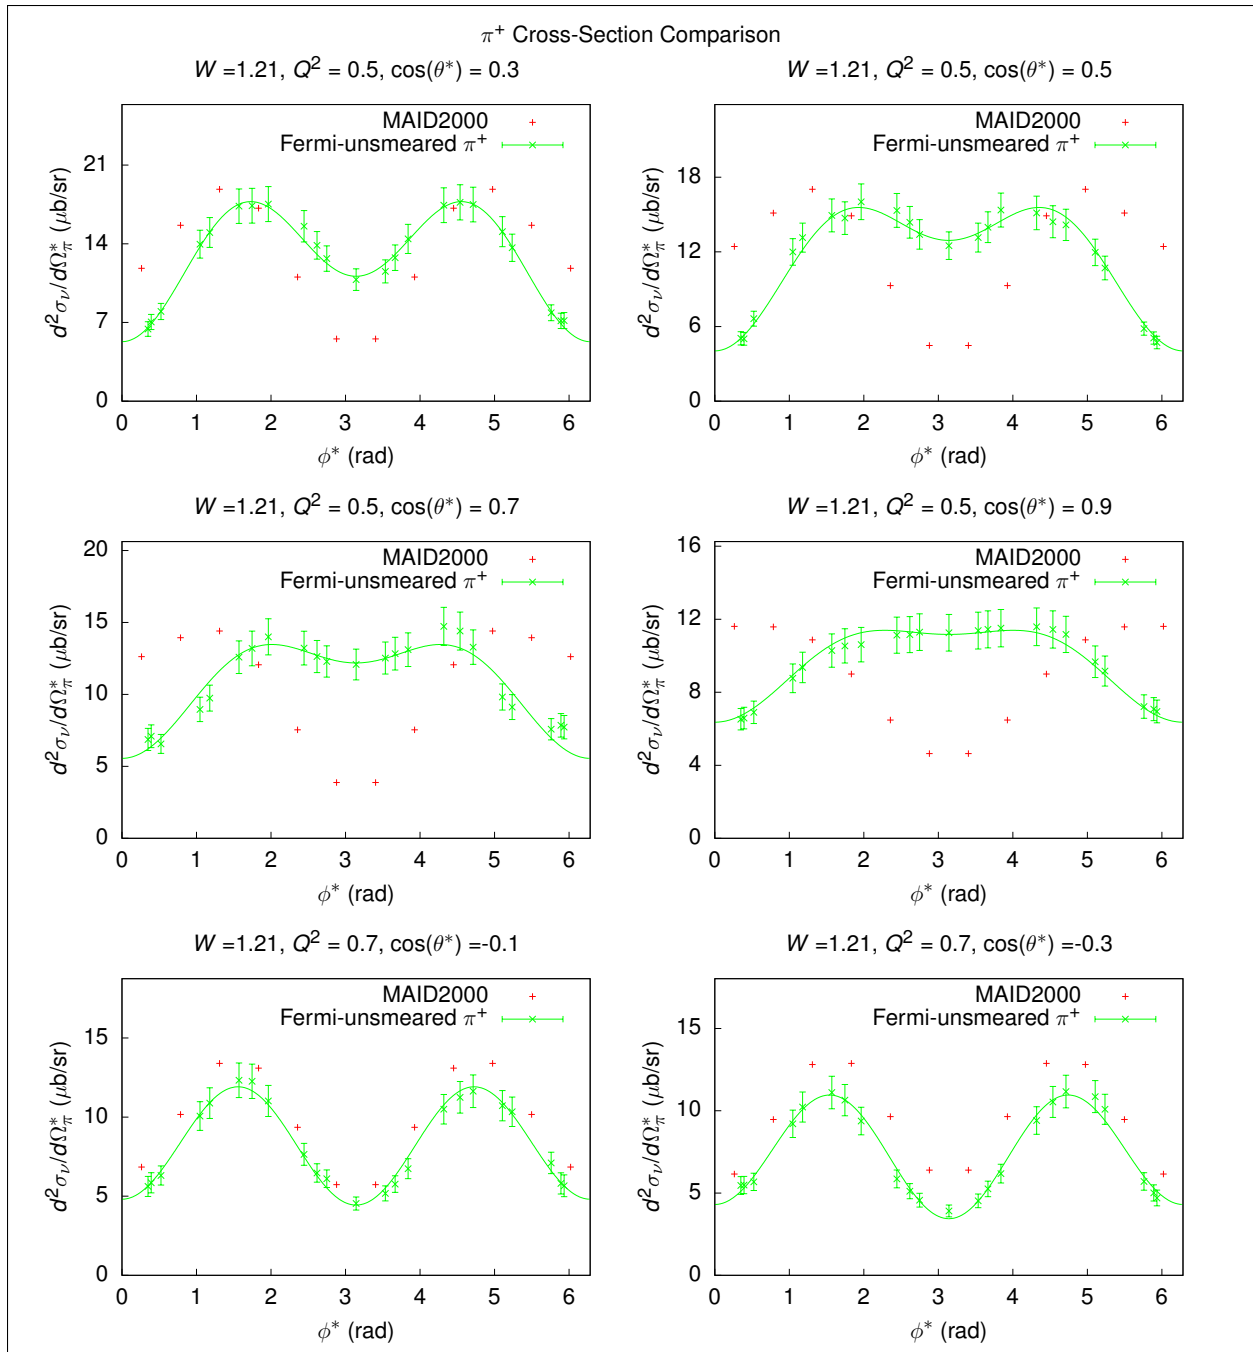 π⁺ Cross-Section Comparison
W =1.21, Q² = 0.5, cos(θ*) = 0.3
MAID2000
Fermi-unsmeared π⁺
d²σ_ν/dΩ*_π (μb/sr)
21
14
7
0
0 1 2 3 4 5 6
ϕ* (rad)
W =1.21, Q² = 0.5, cos(θ*) = 0.5
MAID2000
Fermi-unsmeared π⁺
d²σ_ν/dΩ*_π (μb/sr)
18
12
6
0
0 1 2 3 4 5 6
ϕ* (rad)
W =1.21, Q² = 0.5, cos(θ*) = 0.7
MAID2000
Fermi-unsmeared π⁺
d²σ_ν/dΩ*_π (μb/sr)
20
15
10
5
0
0 1 2 3 4 5 6
ϕ* (rad)
W =1.21, Q² = 0.5, cos(θ*) = 0.9
MAID2000
Fermi-unsmeared π⁺
d²σ_ν/dΩ*_π (μb/sr)
16
12
8
4
0
0 1 2 3 4 5 6
ϕ* (rad)
W =1.21, Q² = 0.7, cos(θ*) =-0.1
MAID2000
Fermi-unsmeared π⁺
d²σ_ν/dΩ*_π (μb/sr)
15
10
5
0
0 1 2 3 4 5 6
ϕ* (rad)
W =1.21, Q² = 0.7, cos(θ*) =-0.3
MAID2000
Fermi-unsmeared π⁺
d²σ_ν/dΩ*_π (μb/sr)
15
10
5
0
0 1 2 3 4 5 6
ϕ* (rad)